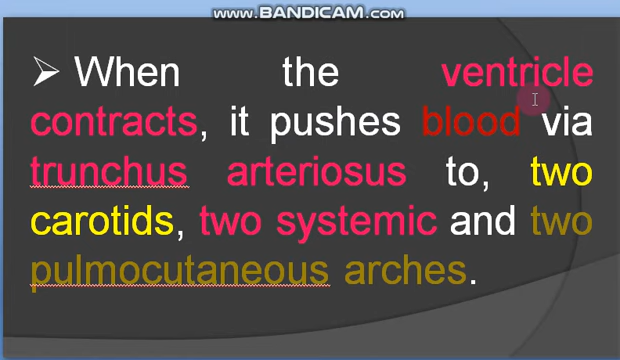 www.BANDICAM.com
➢ When the ventricle
contracts, it pushes blood via
trunchus arteriosus to, two
carotids, two systemic and two
pulmocutaneous arches.